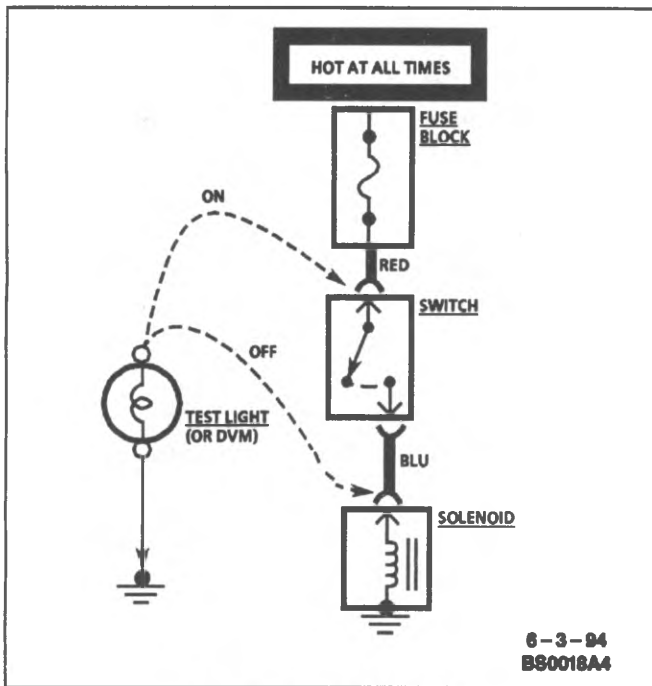 HOT AT ALL TIMES
FUSE
BLOCK
ON
RED
SWITCH
OFF
TEST LIGHT
(OR DVM)
BLU
SOLENOID
6-3-94
BS0018A4